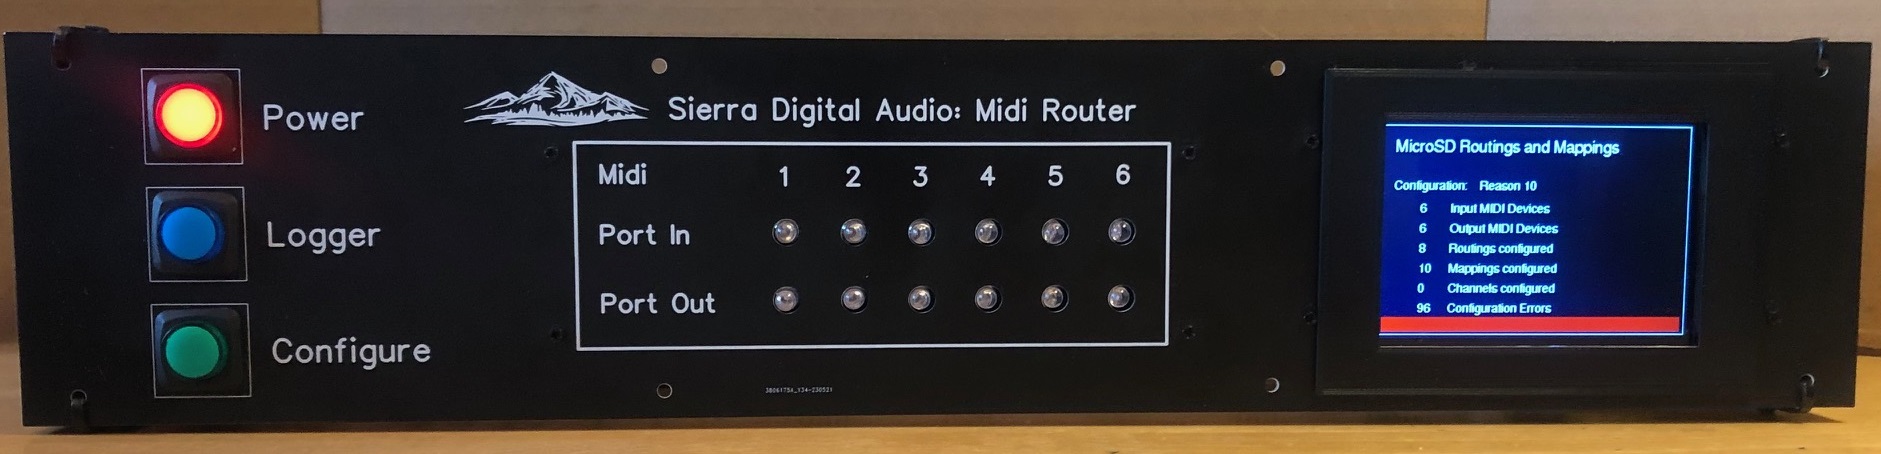 Power
Logger
Configure
Sierra Digital Audio: Midi Router
Midi 1 2 3 4 5 6
Port In
Port Out
MicroSD Routings and Mappings
Configuration: Reason 10
6 Input MIDI Devices
6 Output MIDI Devices
8 Routings configured
10 Mappings configured
0 Channels configured
96 Configuration Errors